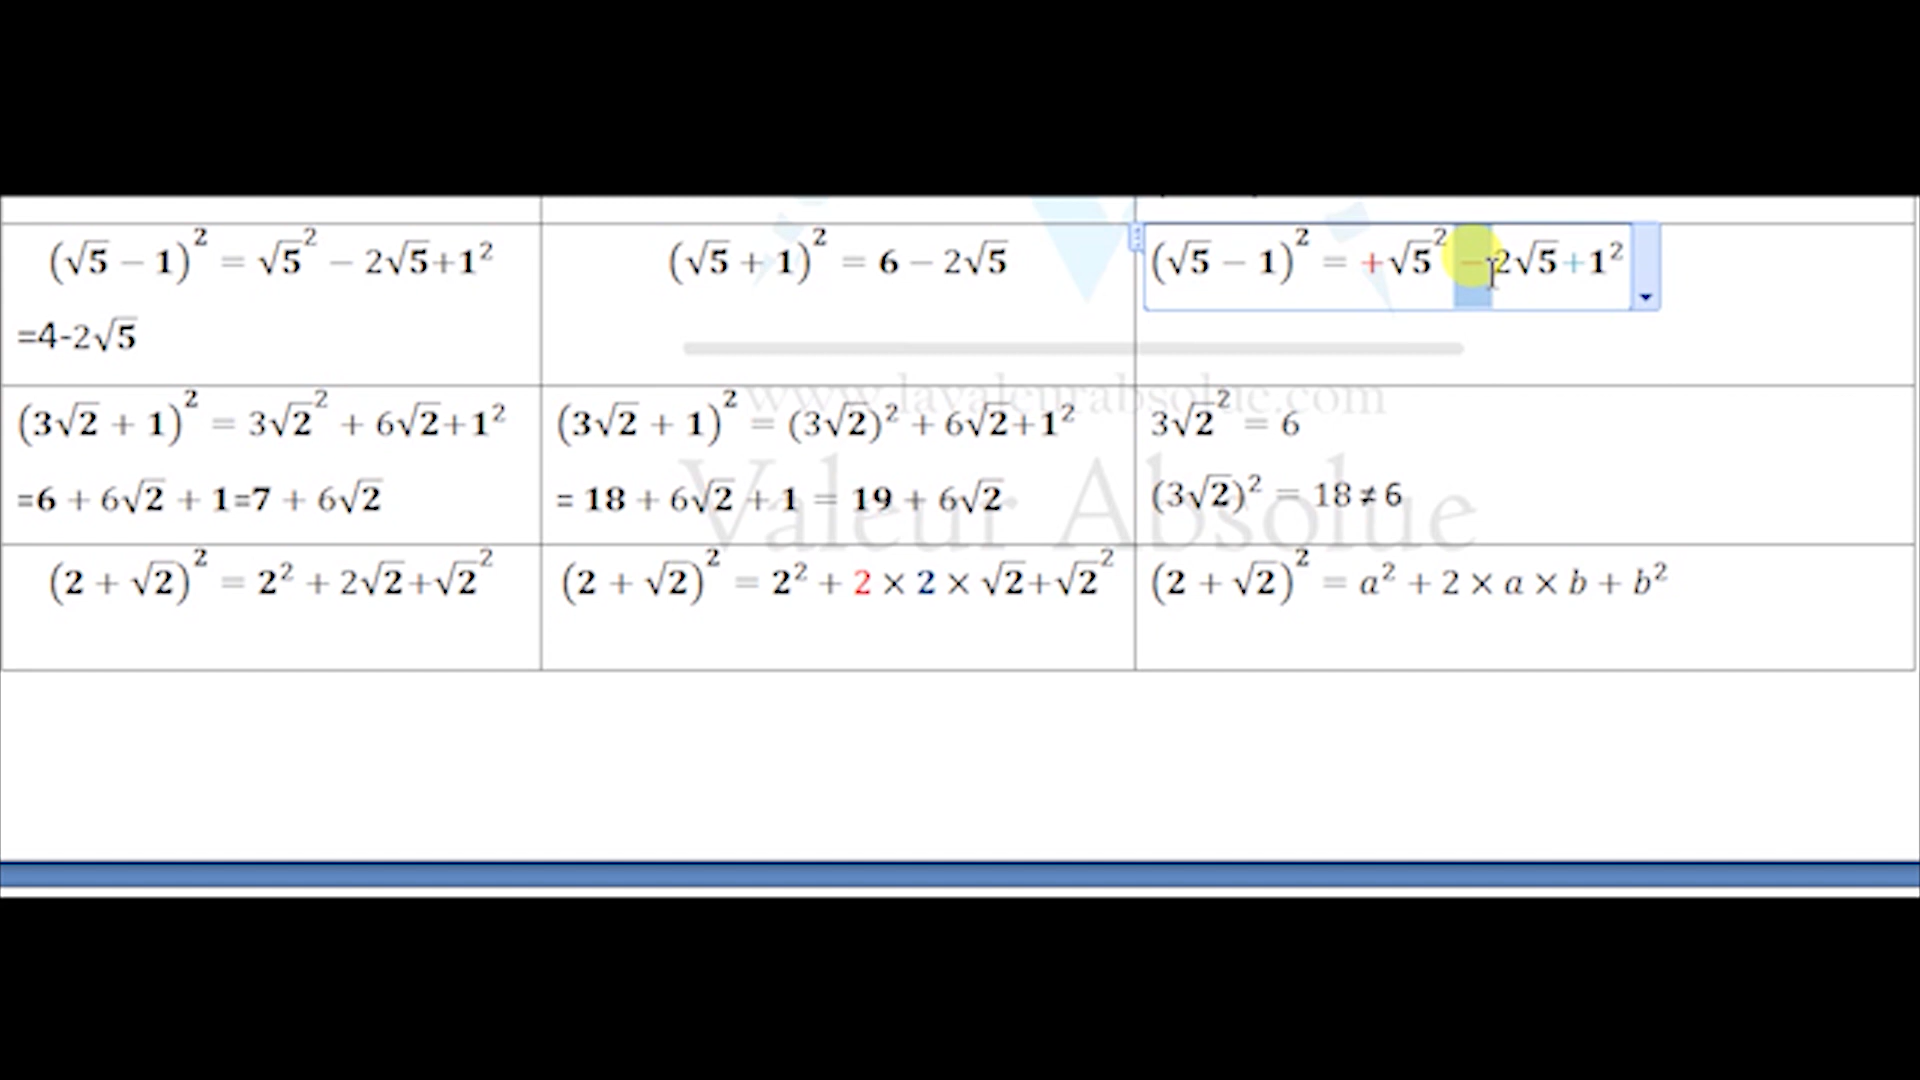 (√5 − 1)² = √5² − 2√5+1²
=4-2√5
(√5 + 1)² = 6 − 2√5
(√5 − 1)² = +√5² − 2√5+1²
(3√2 + 1)² = 3√2² + 6√2+1²
=6 + 6√2 + 1=7 + 6√2
(3√2 + 1)² = (3√2)² + 6√2+1²
= 18 + 6√2 + 1 = 19 + 6√2
3√2² = 6
(3√2)² = 18 ≠ 6
(2 + √2)² = 2² + 2√2+√2²
(2 + √2)² = 2² + 2 × 2 × √2+√2²
(2 + √2)² = a² + 2 × a × b + b²
www.lavaleurabsolue.com
Valeur Absolue